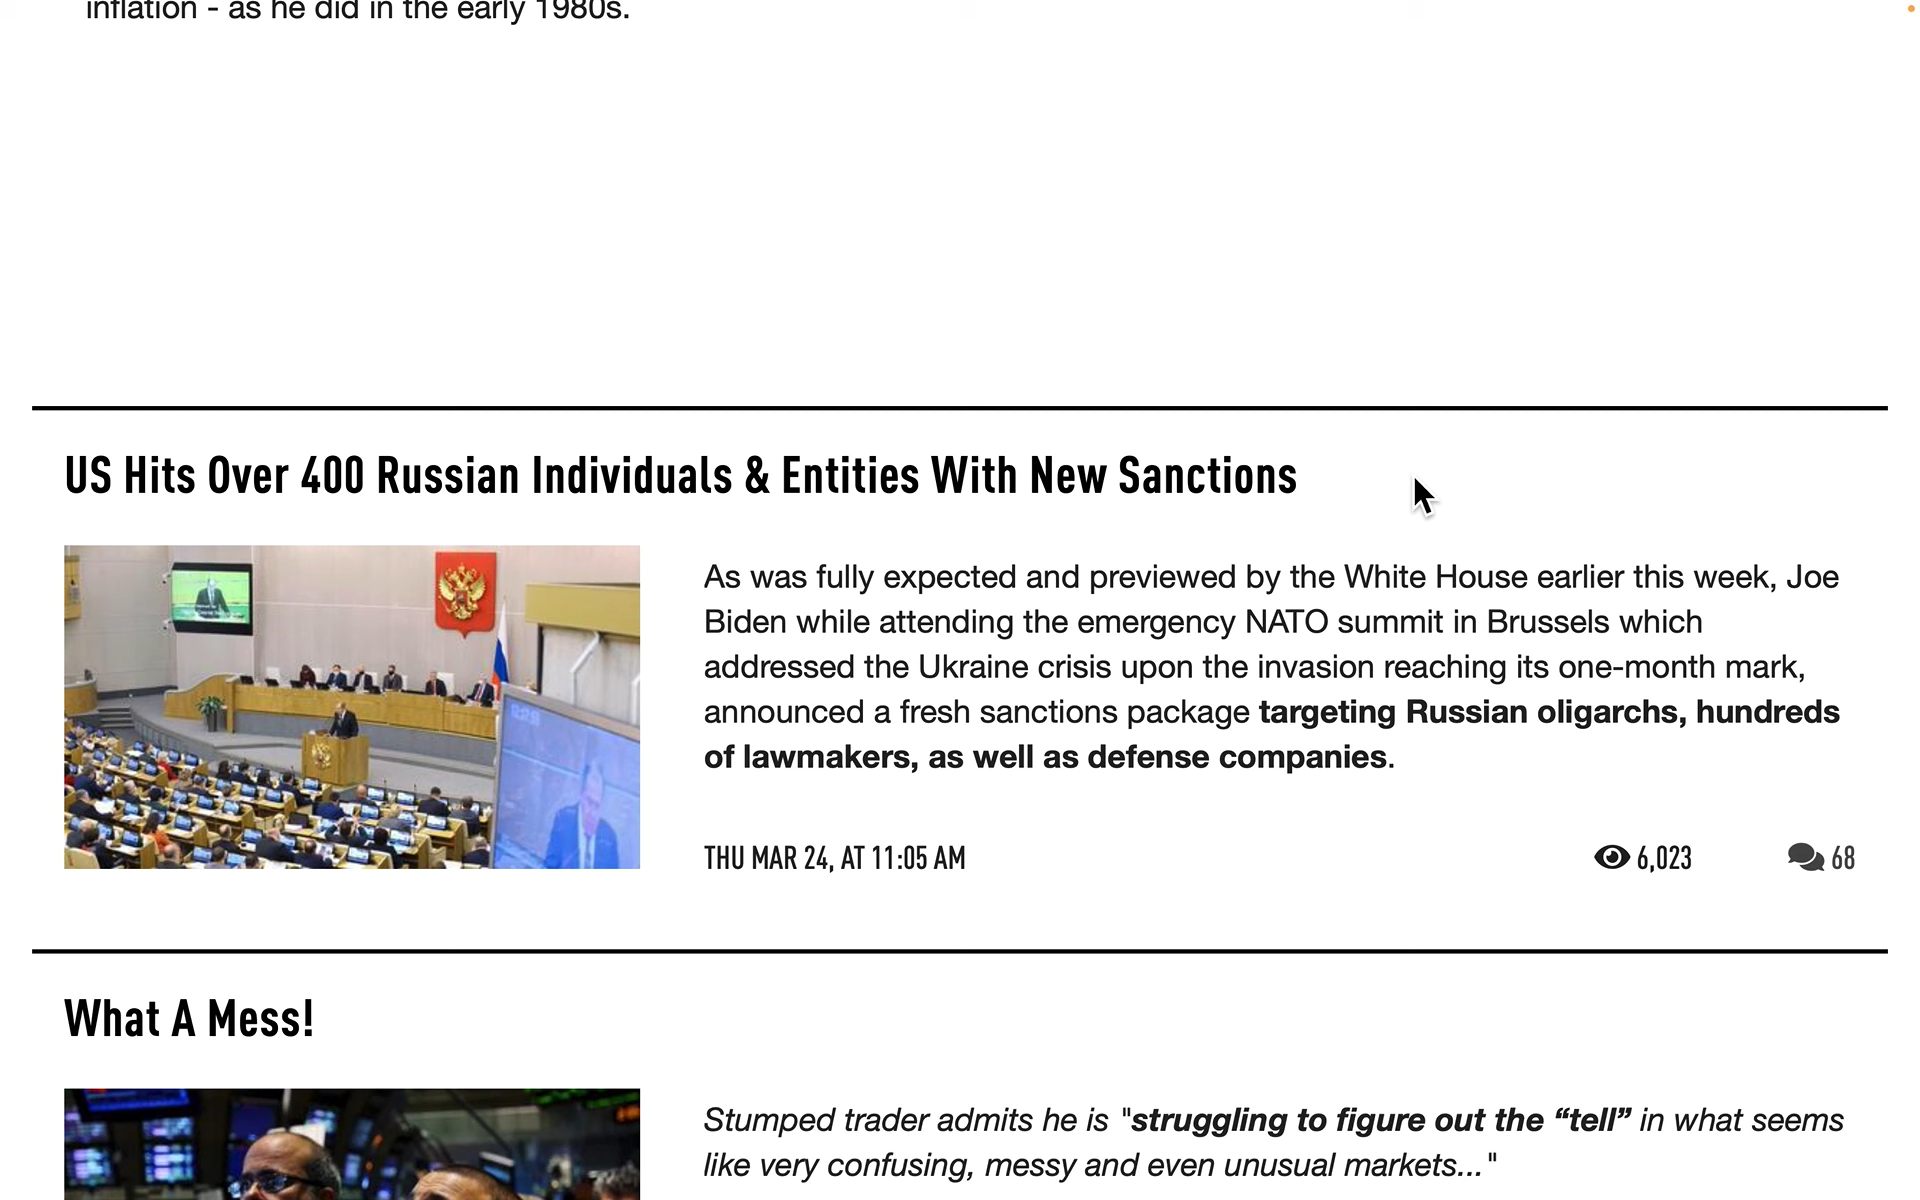 inflation - as he did in the early 1980s.
US Hits Over 400 Russian Individuals & Entities With New Sanctions
As was fully expected and previewed by the White House earlier this week, Joe
Biden while attending the emergency NATO summit in Brussels which
addressed the Ukraine crisis upon the invasion reaching its one-month mark,
announced a fresh sanctions package targeting Russian oligarchs, hundreds
of lawmakers, as well as defense companies.
THU MAR 24, AT 11:05 AM
6,023
68
What A Mess!
Stumped trader admits he is "struggling to figure out the “tell” in what seems
like very confusing, messy and even unusual markets..."